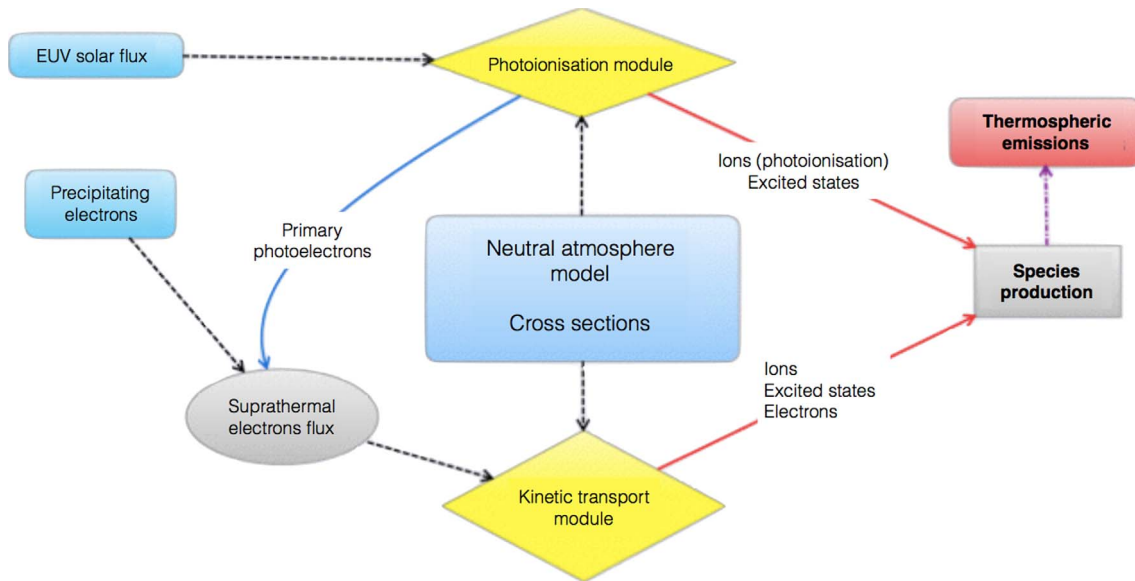 EUV solar flux
Photoionisation module
Thermospheric
emissions
Ions (photoionisation)
Excited states
Precipitating
electrons
Primary
photoelectrons
Neutral atmosphere
model
Cross sections
Species
production
Ions
Excited states
Electrons
Suprathermal
electrons flux
Kinetic transport
module